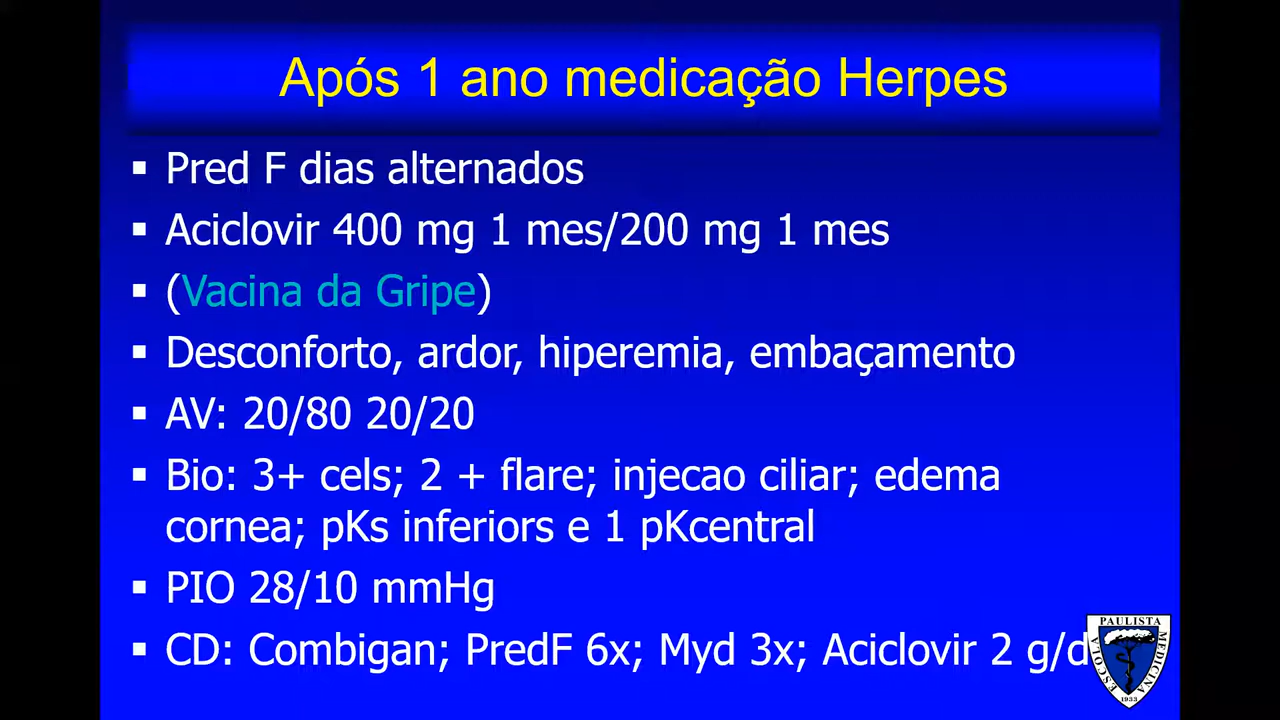 Após 1 ano medicação Herpes
▪ Pred F dias alternados
▪ Aciclovir 400 mg 1 mes/200 mg 1 mes
▪ (Vacina da Gripe)
▪ Desconforto, ardor, hiperemia, embaçamento
▪ AV: 20/80 20/20
▪ Bio: 3+ cels; 2 + flare; injecao ciliar; edema
cornea; pKs inferiors e 1 pKcentral
▪ PIO 28/10 mmHg
▪ CD: Combigan; PredF 6x; Myd 3x; Aciclovir 2 g/d
ESCOLA PAULISTA MEDICINA
1933